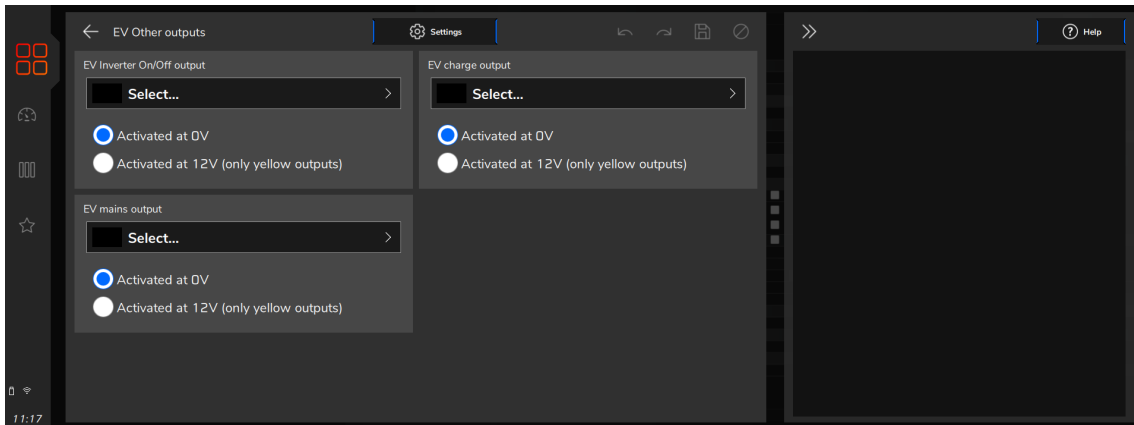 EV Other outputs
Settings
Help
EV Inverter On/Off output
Select...
Activated at 0V
Activated at 12V (only yellow outputs)
EV charge output
Select...
Activated at 0V
Activated at 12V (only yellow outputs)
EV mains output
Select...
Activated at 0V
Activated at 12V (only yellow outputs)
11:17